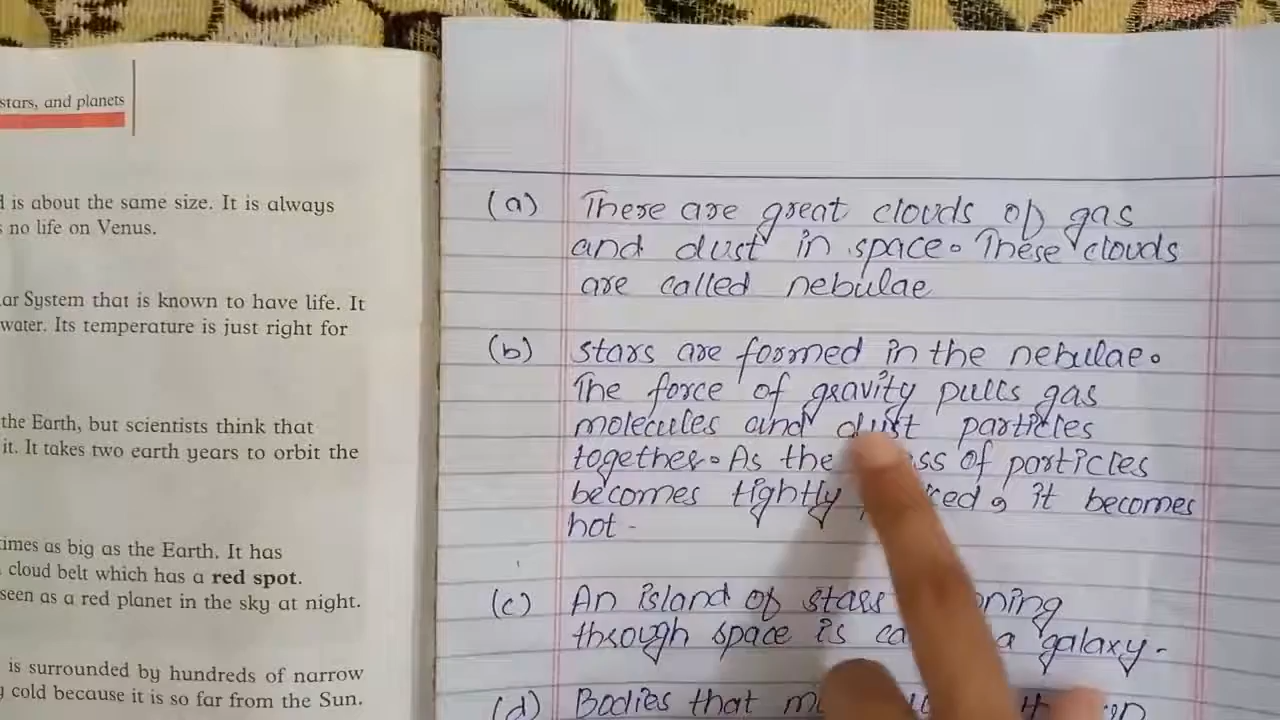 stars, and planets
is about the same size. It is always
no life on Venus.
ar System that is known to have life. It
water. Its temperature is just right for
the Earth, but scientists think that
it. It takes two earth years to orbit the
imes as big as the Earth. It has
cloud belt which has a red spot.
seen as a red planet in the sky at night.
is surrounded by hundreds of narrow
cold because it is so far from the Sun.
(a) There are great clouds of gas
and dust in space. These clouds
are called nebulae
(b) stars are formed in the nebulae.
The force of gravity pulls gas
molecules and dust particles
together. As the ss of particles
becomes tightly ed, it becomes
hot.
(c) An island of stars ning
through space is ca a galaxy.
(d) Bodies that